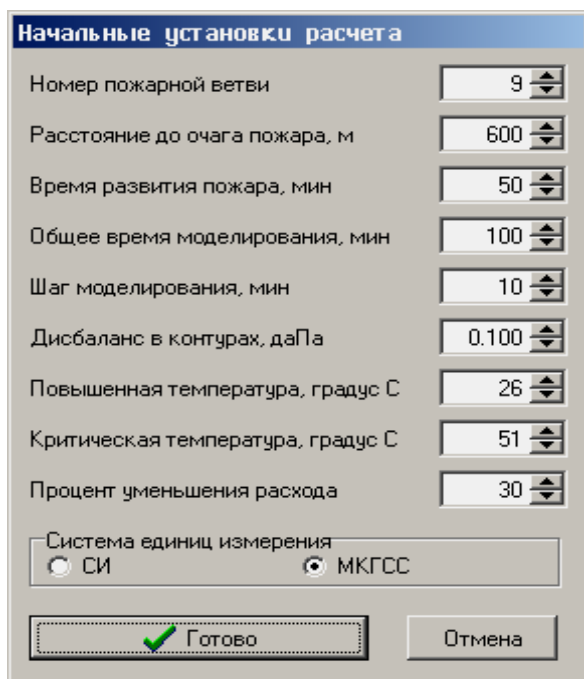 Начальные установки расчета
Номер пожарной ветви 9
Расстояние до очага пожара, м 600
Время развития пожара, мин 50
Общее время моделирования, мин 100
Шаг моделирования, мин 10
Дисбаланс в контурах, даПа 0.100
Повышенная температура, градус С 26
Критическая температура, градус С 51
Процент уменьшения расхода 30
Система единиц измерения
СИ МКГСС
Готово Отмена